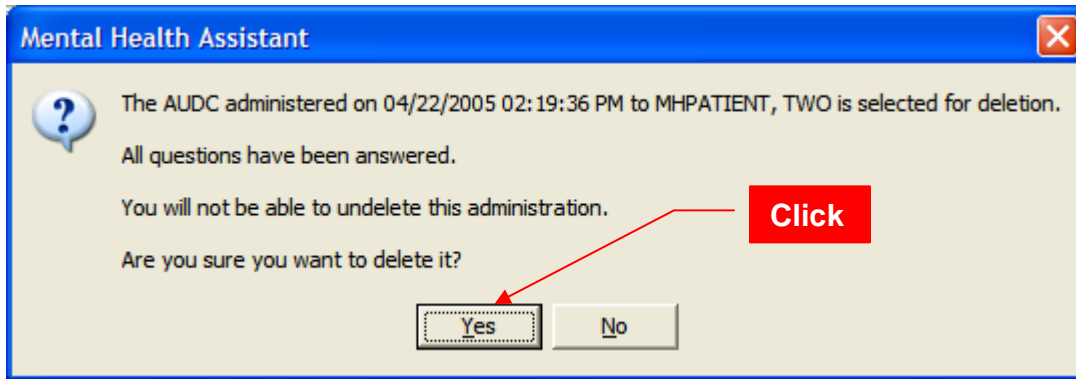 Mental Health Assistant
The AUDC administered on 04/22/2005 02:19:36 PM to MHPATIENT, TWO is selected for deletion.
All questions have been answered.
You will not be able to undelete this administration.
Click
Are you sure you want to delete it?
Yes No